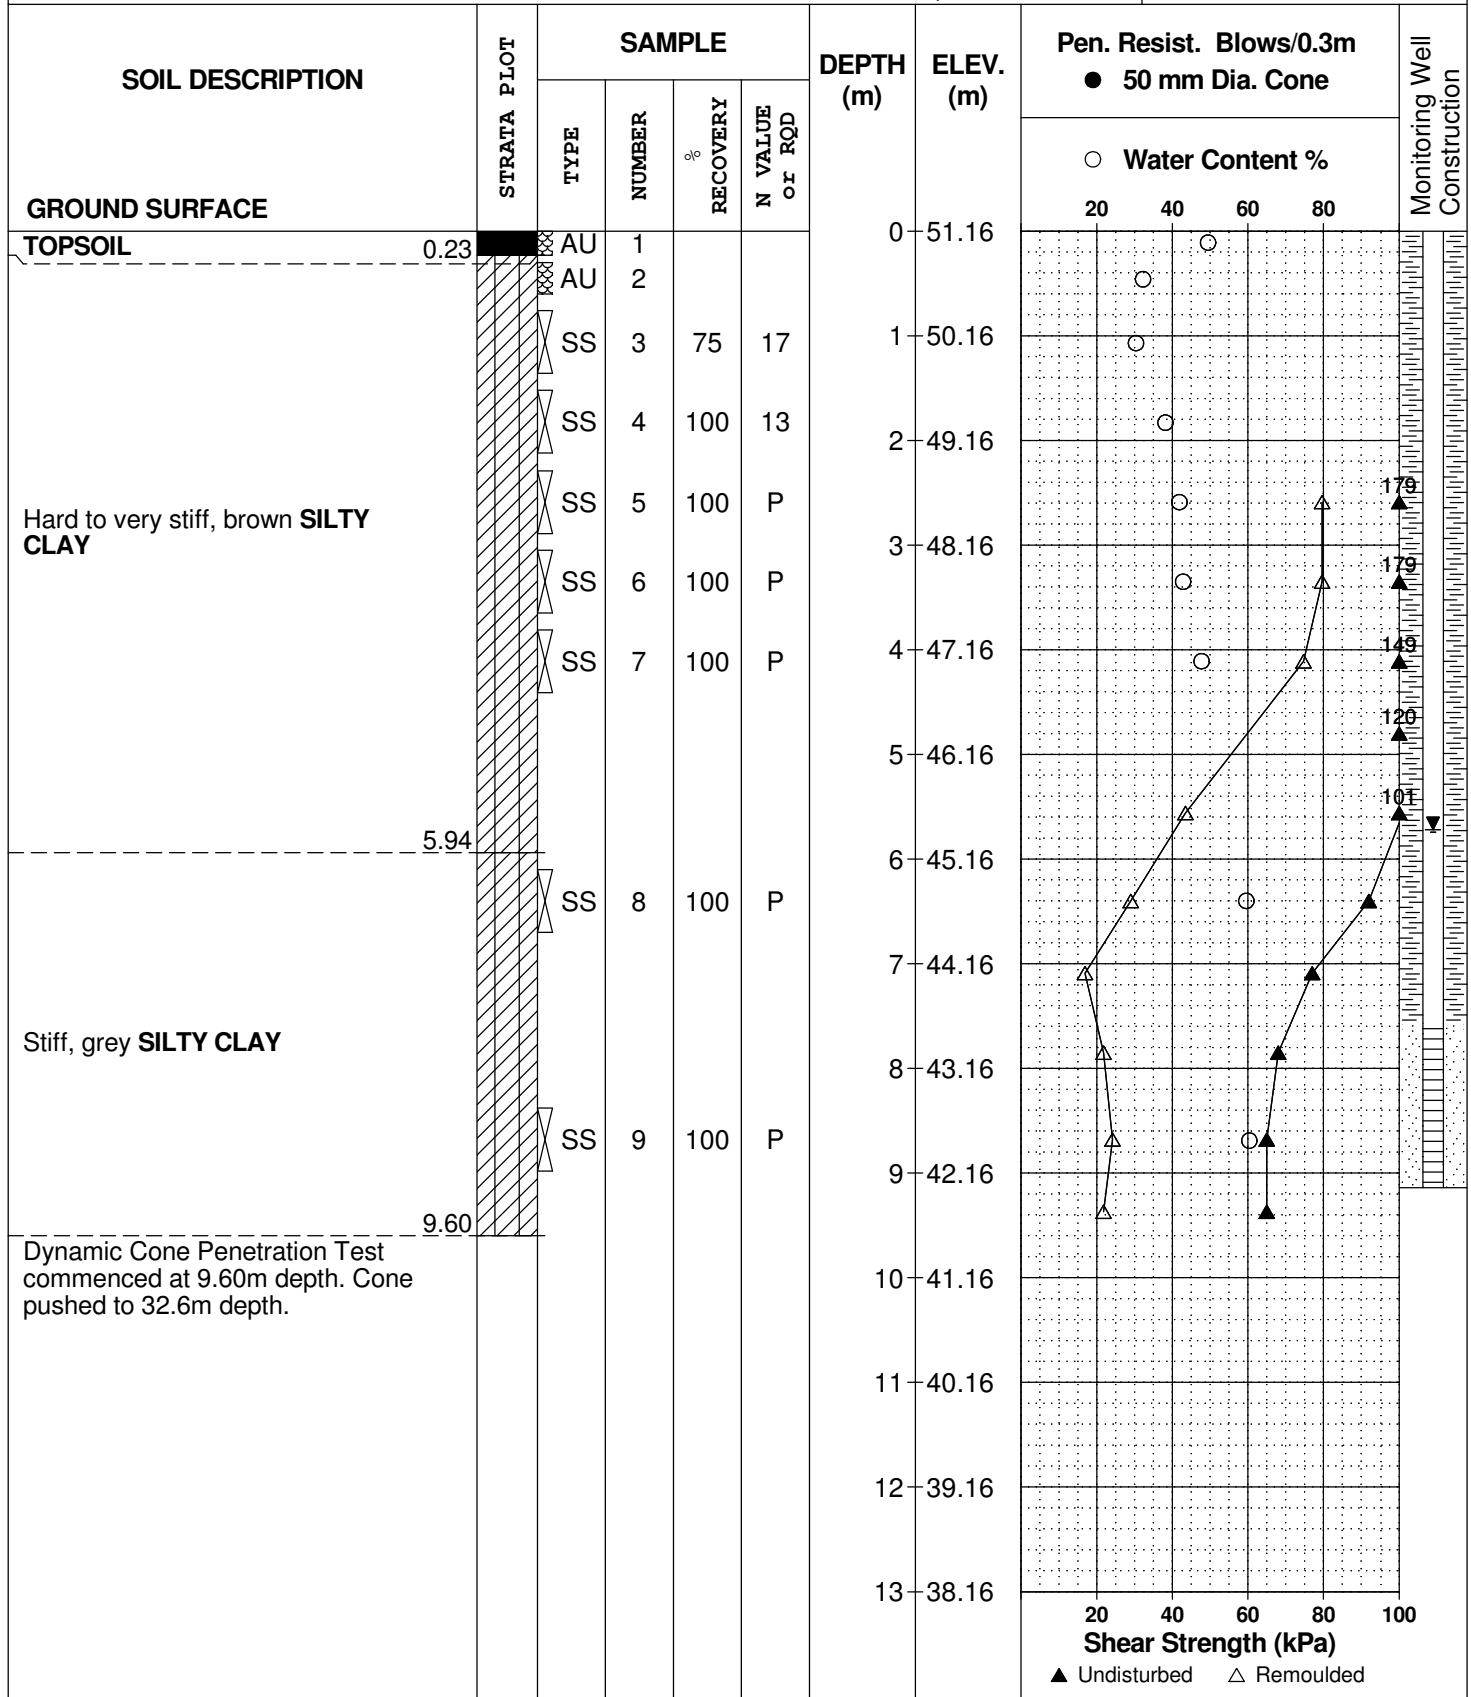 SOIL DESCRIPTION
GROUND SURFACE
STRATA PLOT
SAMPLE
TYPE
NUMBER
% RECOVERY
N VALUE or RQD
DEPTH (m)
ELEV. (m)
Pen. Resist. Blows/0.3m
● 50 mm Dia. Cone
○ Water Content %
20 40 60 80
Monitoring Well Construction
TOPSOIL 0.23
AU 1
AU 2
SS 3 75 17
SS 4 100 13
SS 5 100 P
SS 6 100 P
SS 7 100 P
Hard to very stiff, brown SILTY
CLAY
5.94
SS 8 100 P
Stiff, grey SILTY CLAY
SS 9 100 P
9.60
Dynamic Cone Penetration Test
commenced at 9.60m depth. Cone
pushed to 32.6m depth.
0 51.16
1 50.16
2 49.16
3 48.16
4 47.16
5 46.16
6 45.16
7 44.16
8 43.16
9 42.16
10 41.16
11 40.16
12 39.16
13 38.16
179
179
149
120
101
20 40 60 80 100
Shear Strength (kPa)
▲ Undisturbed △ Remoulded